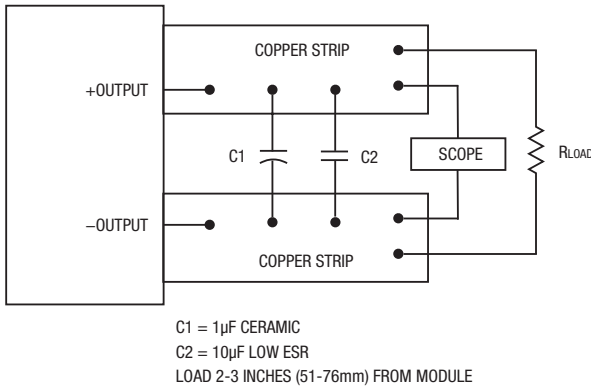 COPPER STRIP
+OUTPUT
C1
C2
SCOPE
RLOAD
−OUTPUT
COPPER STRIP
C1 = 1µF CERAMIC
C2 = 10µF LOW ESR
LOAD 2-3 INCHES (51-76mm) FROM MODULE